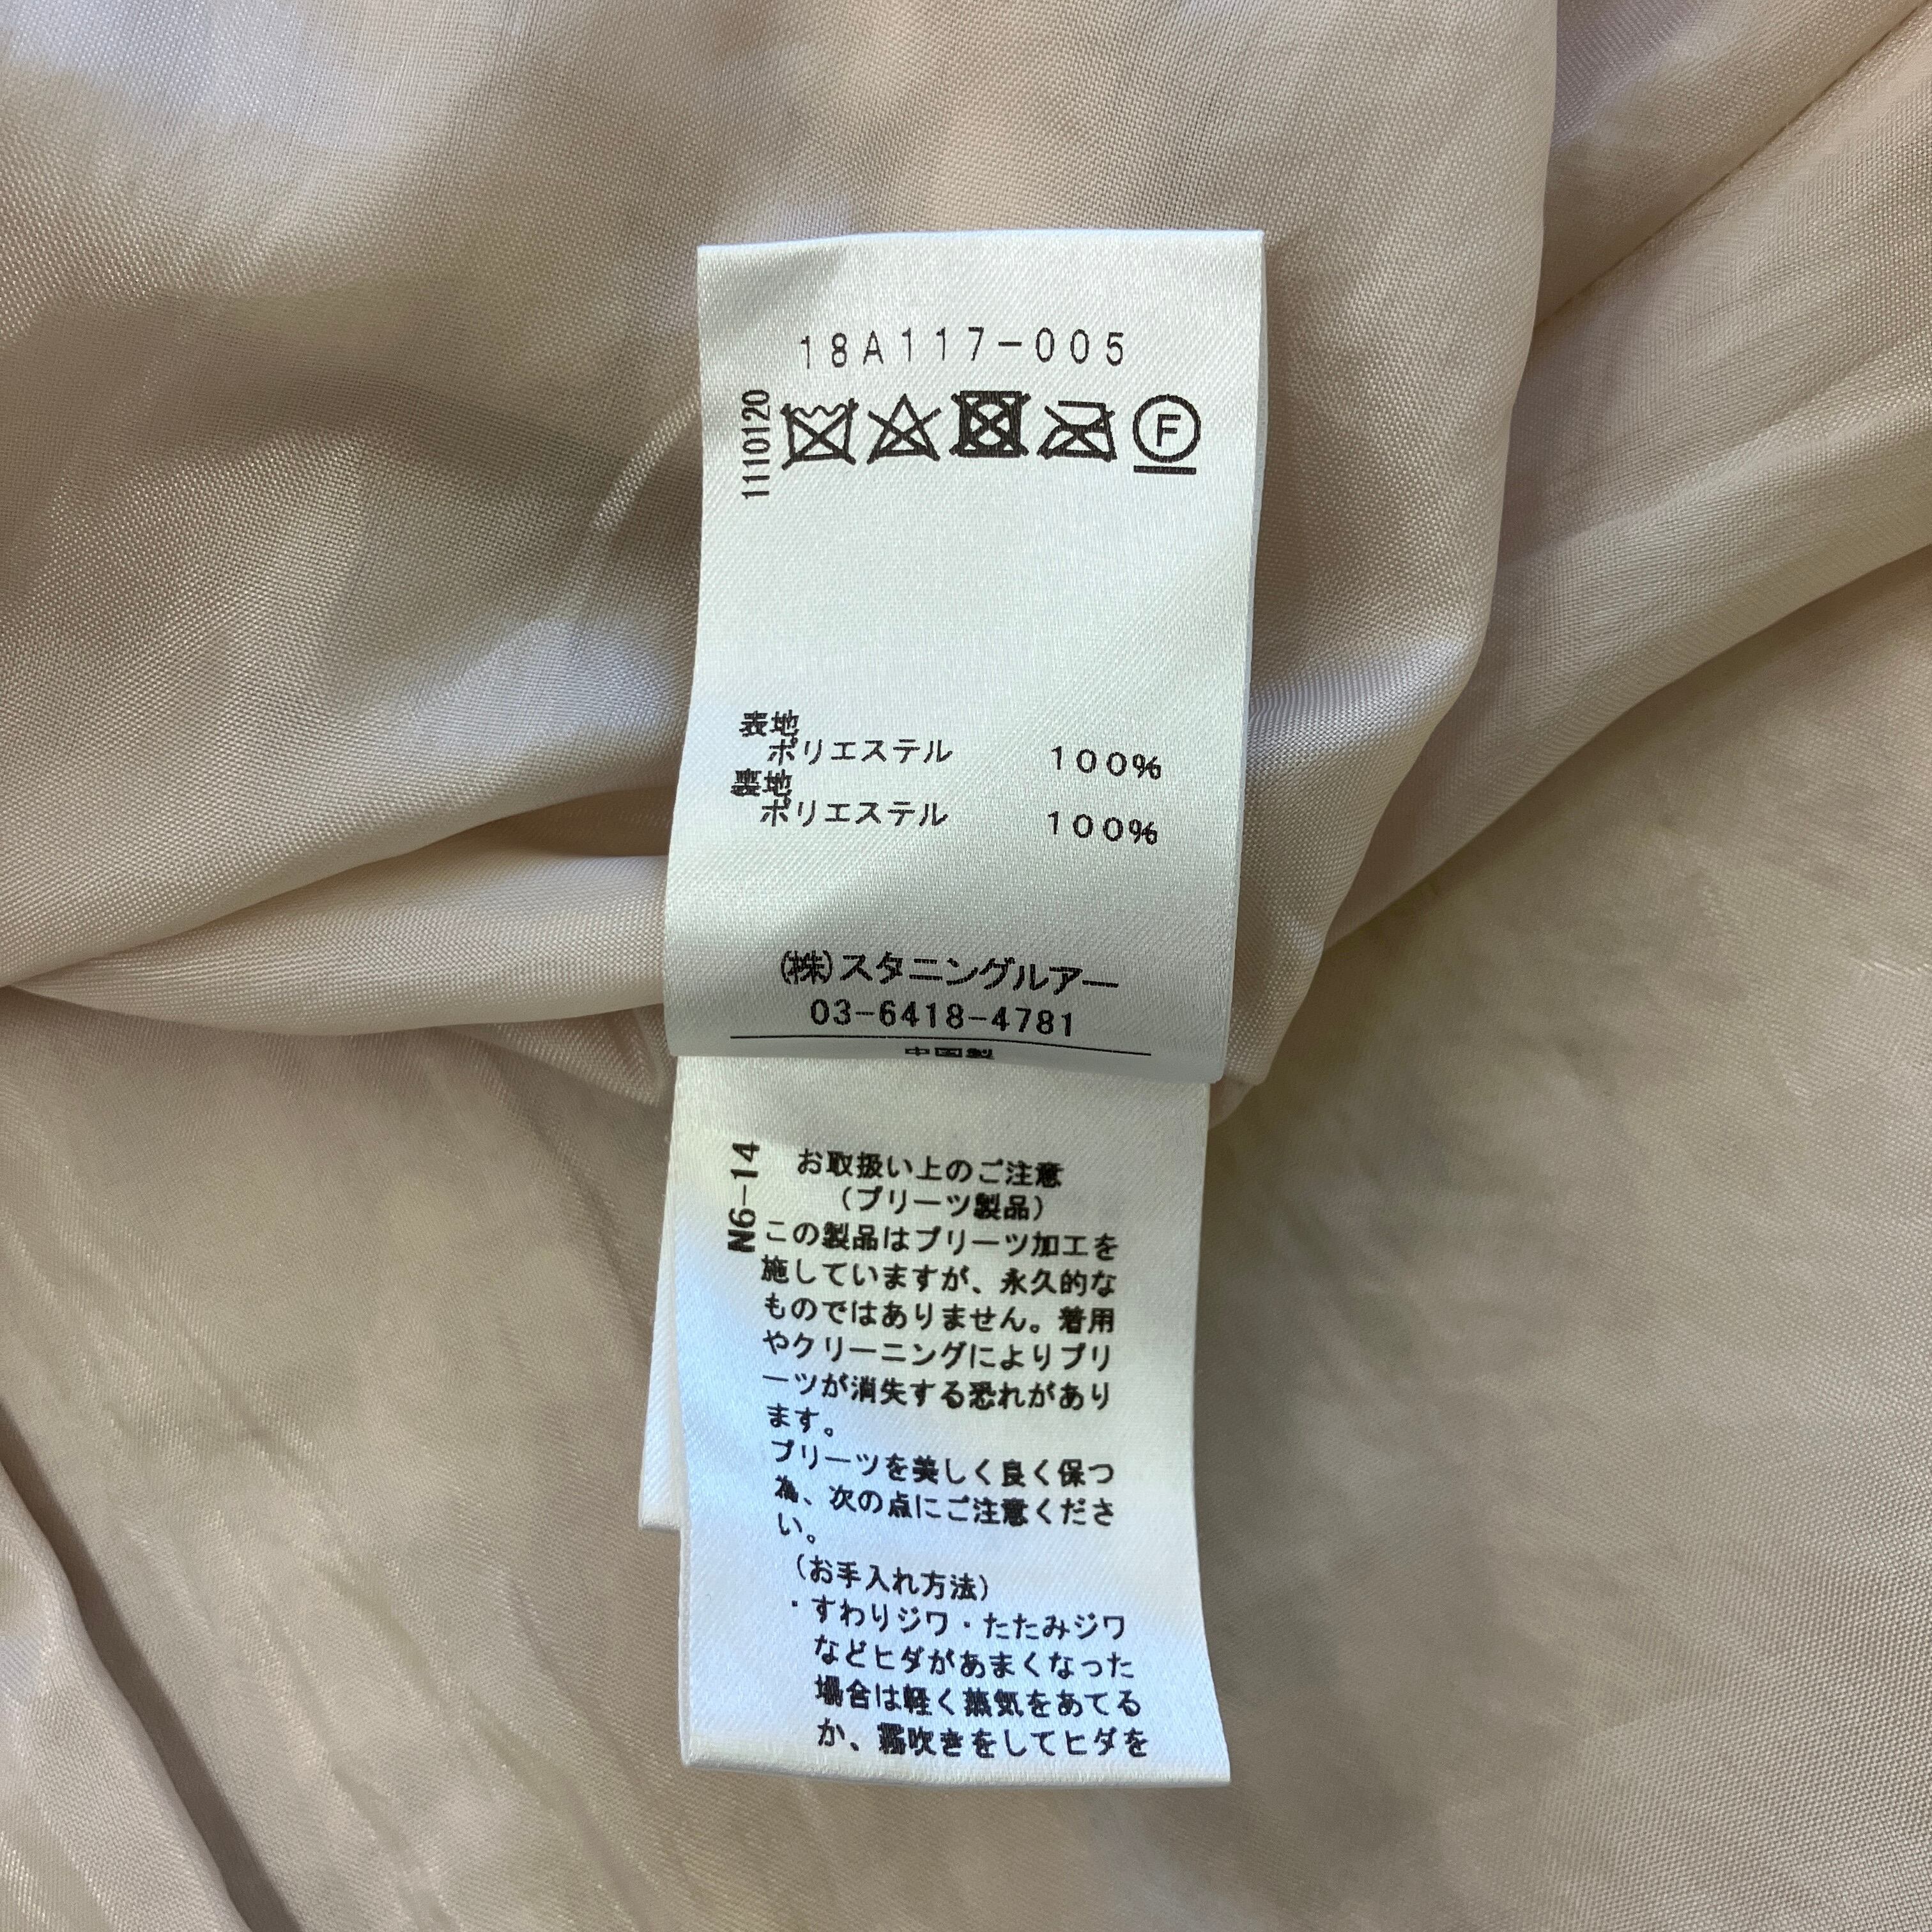 18A117-005
1110120
F
表地
ポリエステル 100%
裏地
ポリエステル 100%
(株)スタニングルアー
03-6418-4781
中国製
N6-14
お取扱い上のご注意
(プリーツ製品)
この製品はプリーツ加工を
施していますが、永久的な
ものではありません。着用
やクリーニングによりプリ
ーツが消失する恐れがあり
ます。
プリーツを美しく良く保つ
為、次の点にご注意くださ
い。
(お手入れ方法)
・すわりジワ・たたみジワ
などヒダがあまくなった
場合は軽く蒸気をあてる
か、霧吹きをしてヒダを